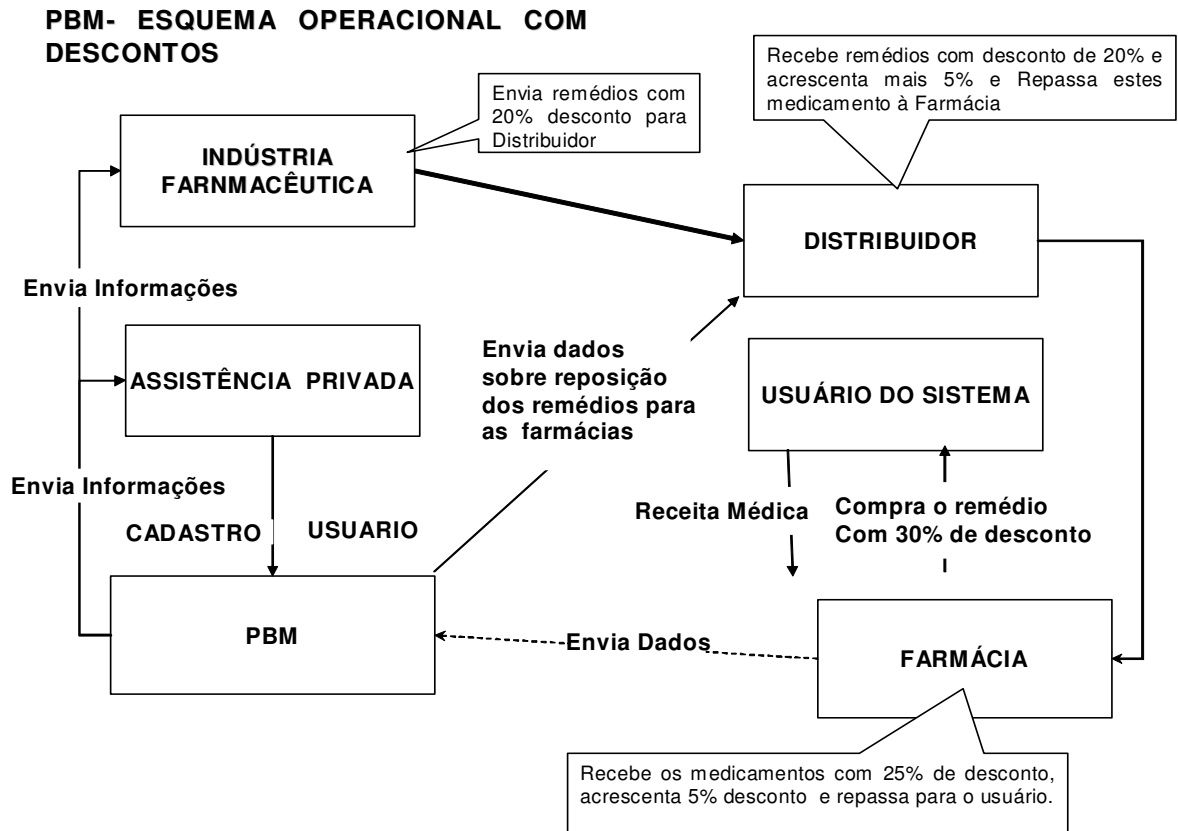 PBM- ESQUEMA OPERACIONAL COM
DESCONTOS
Recebe remédios com desconto de 20% e
acrescenta mais 5% e Repassa estes
medicamento à Farmácia
Envia remédios com
20% desconto para
Distribuidor
INDÚSTRIA
FARNMACÊUTICA
DISTRIBUIDOR
Envia Informações
ASSISTÊNCIA PRIVADA
Envia dados
sobre reposição
dos remédios para
as farmácias
USUÁRIO DO SISTEMA
Envia Informações
CADASTRO
USUARIO
Receita Médica
Compra o remédio
Com 30% de desconto
PBM
Envia Dados
FARMÁCIA
Recebe os medicamentos com 25% de desconto,
acrescenta 5% desconto e repassa para o usuário.